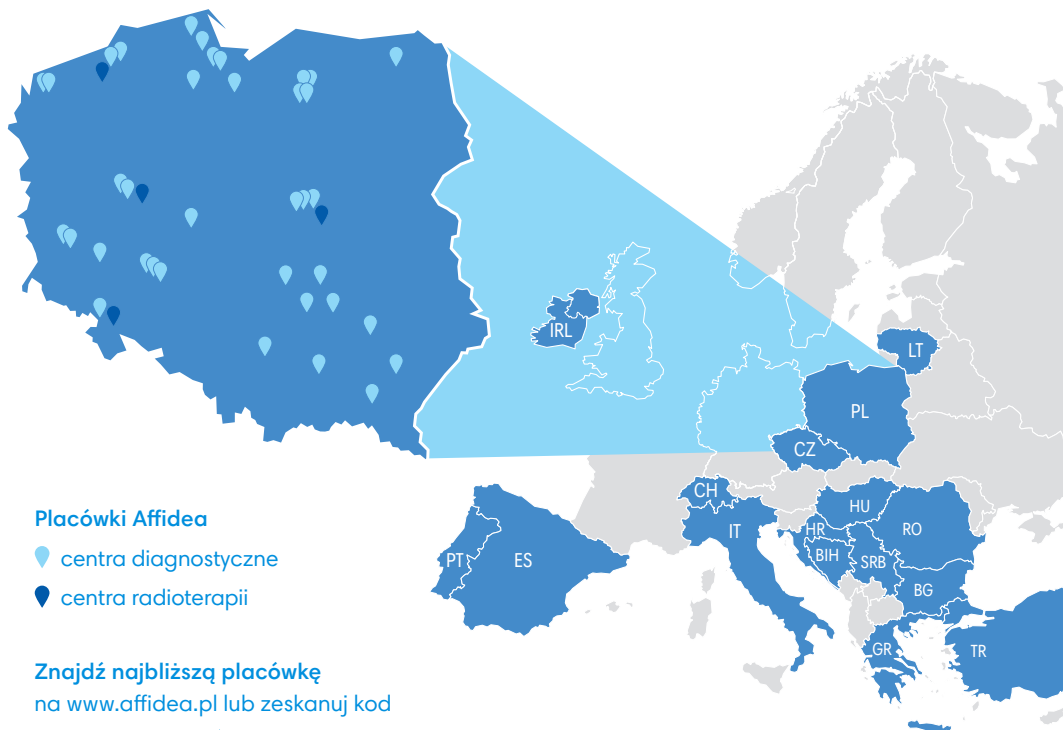 IRL
LT
PL
CZ
CH
HU
IT
HR
RO
BIH
SRB
PT
ES
BG
GR
TR
Placówki Affidea
centra diagnostyczne
centra radioterapii
Znajdź najbliższą placówkę
na www.affidea.pl lub zeskanuj kod